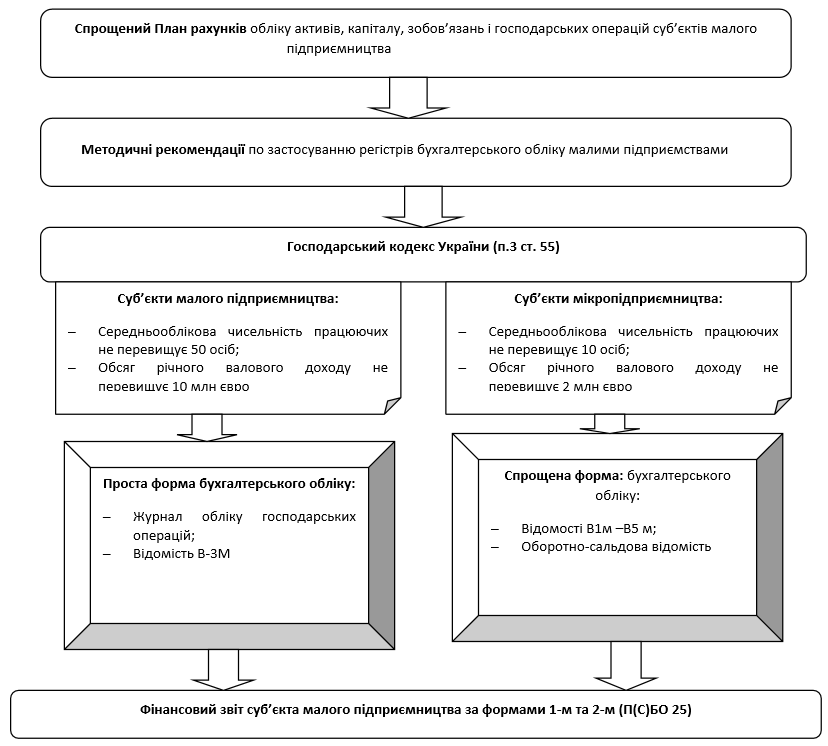 Спрощений План рахунків обліку активів, капіталу, зобов’язань і господарських операцій суб’єктів малого
підприємництва
Методичні рекомендації по застосуванню регістрів бухгалтерського обліку малими підприємствами
Господарський кодекс України (п.3 ст. 55)
Суб’єкти малого підприємництва:
– Середньооблікова чисельність працюючих
не перевищує 50 осіб;
– Обсяг річного валового доходу не
перевищує 10 млн євро
Суб’єкти мікропідприємництва:
– Середньооблікова чисельність працюючих
не перевищує 10 осіб;
– Обсяг річного валового доходу не
перевищує 2 млн євро
Проста форма бухгалтерського обліку:
– Журнал обліку господарських
операцій;
– Відомість В-3М
Спрощена форма: бухгалтерського
обліку:
– Відомості В1м –В5 м;
– Оборотно-сальдова відомість
Фінансовий звіт суб’єкта малого підприємництва за формами 1-м та 2-м (П(С)БО 25)